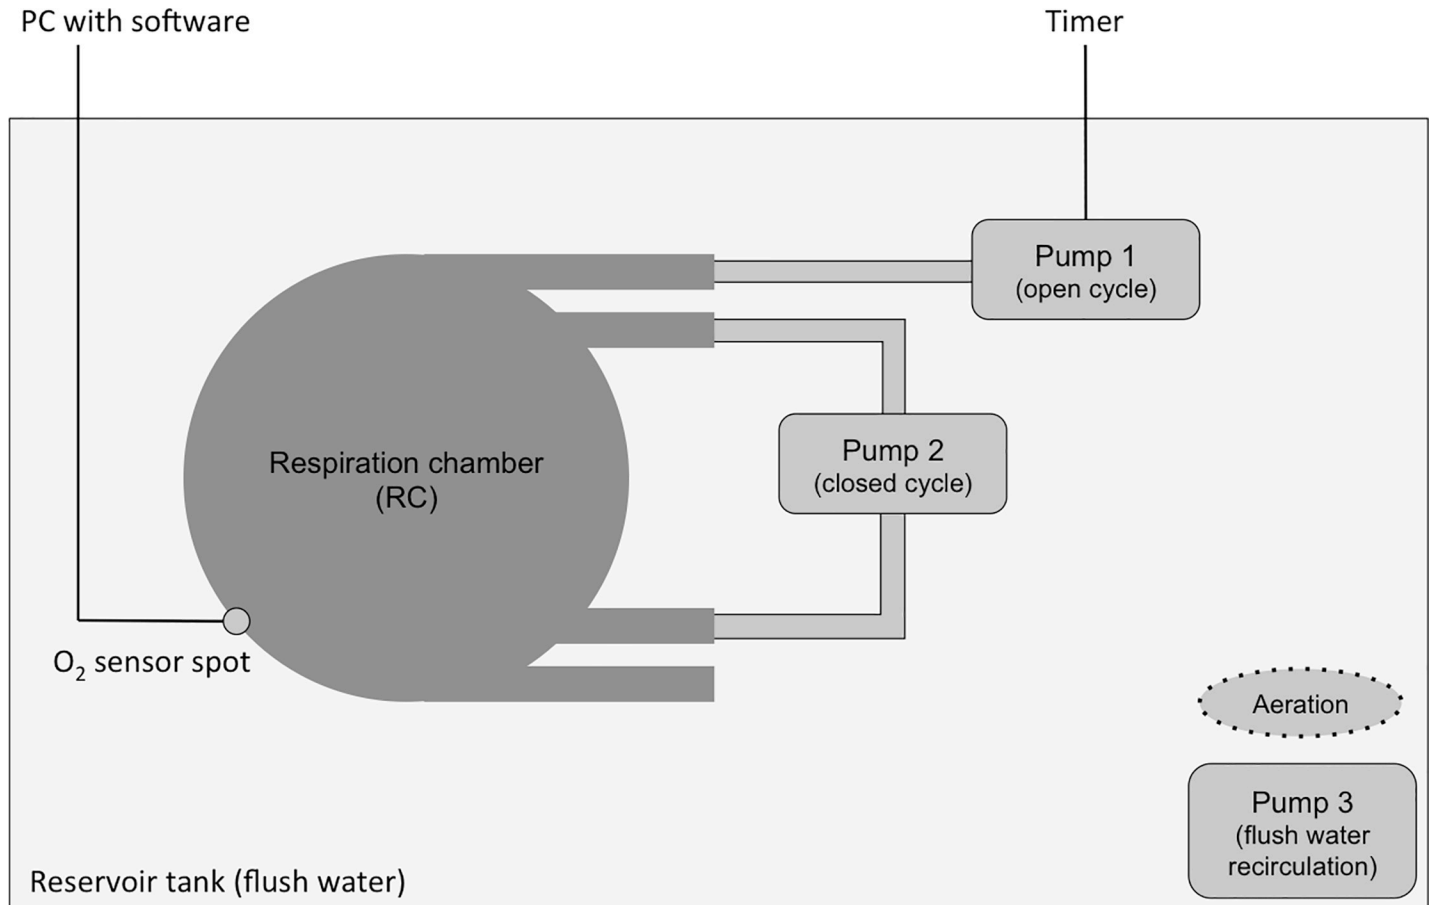 PC with software
Timer
Pump 1
(open cycle)
Pump 2
(closed cycle)
Respiration chamber
(RC)
O₂ sensor spot
Aeration
Pump 3
(flush water
recirculation)
Reservoir tank (flush water)